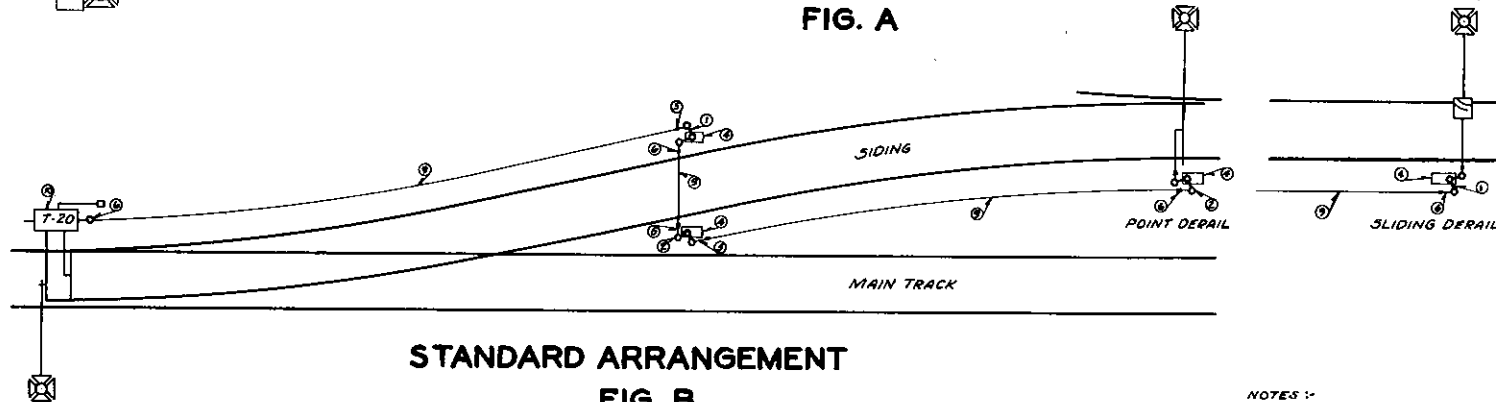 FIG. A
SIDING
T-20
POINT DERAIL
SLIDING DERAIL
MAIN TRACK
STANDARD ARRANGEMENT
FIG. B
NOTES :-